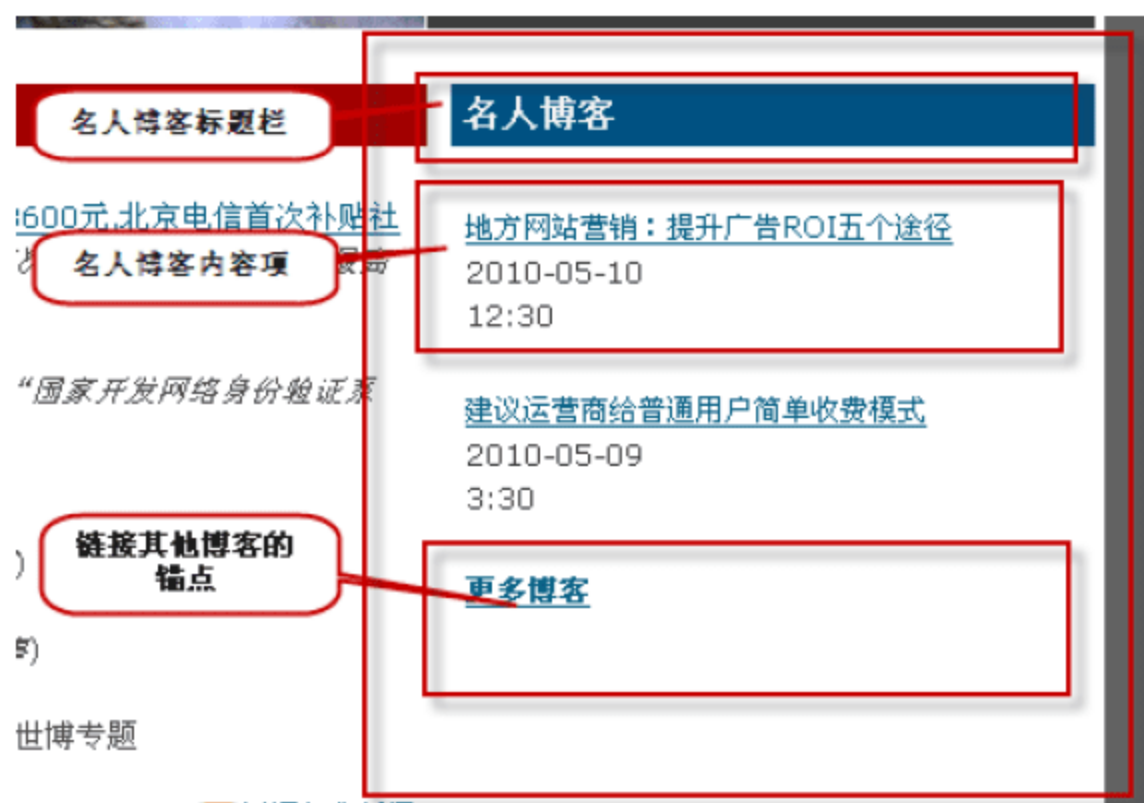 名人博客标题栏
名人博客
600元,北京电信首次补贴社
名人博客内容项
地方网站营销：提升广告ROI五个途径
2010-05-10
12:30
“国家开发网络身份验证系
建议运营商给普通用户简单收费模式
2010-05-09
3:30
链接其他博客的
锚点
)
更多博客
)
世博专题